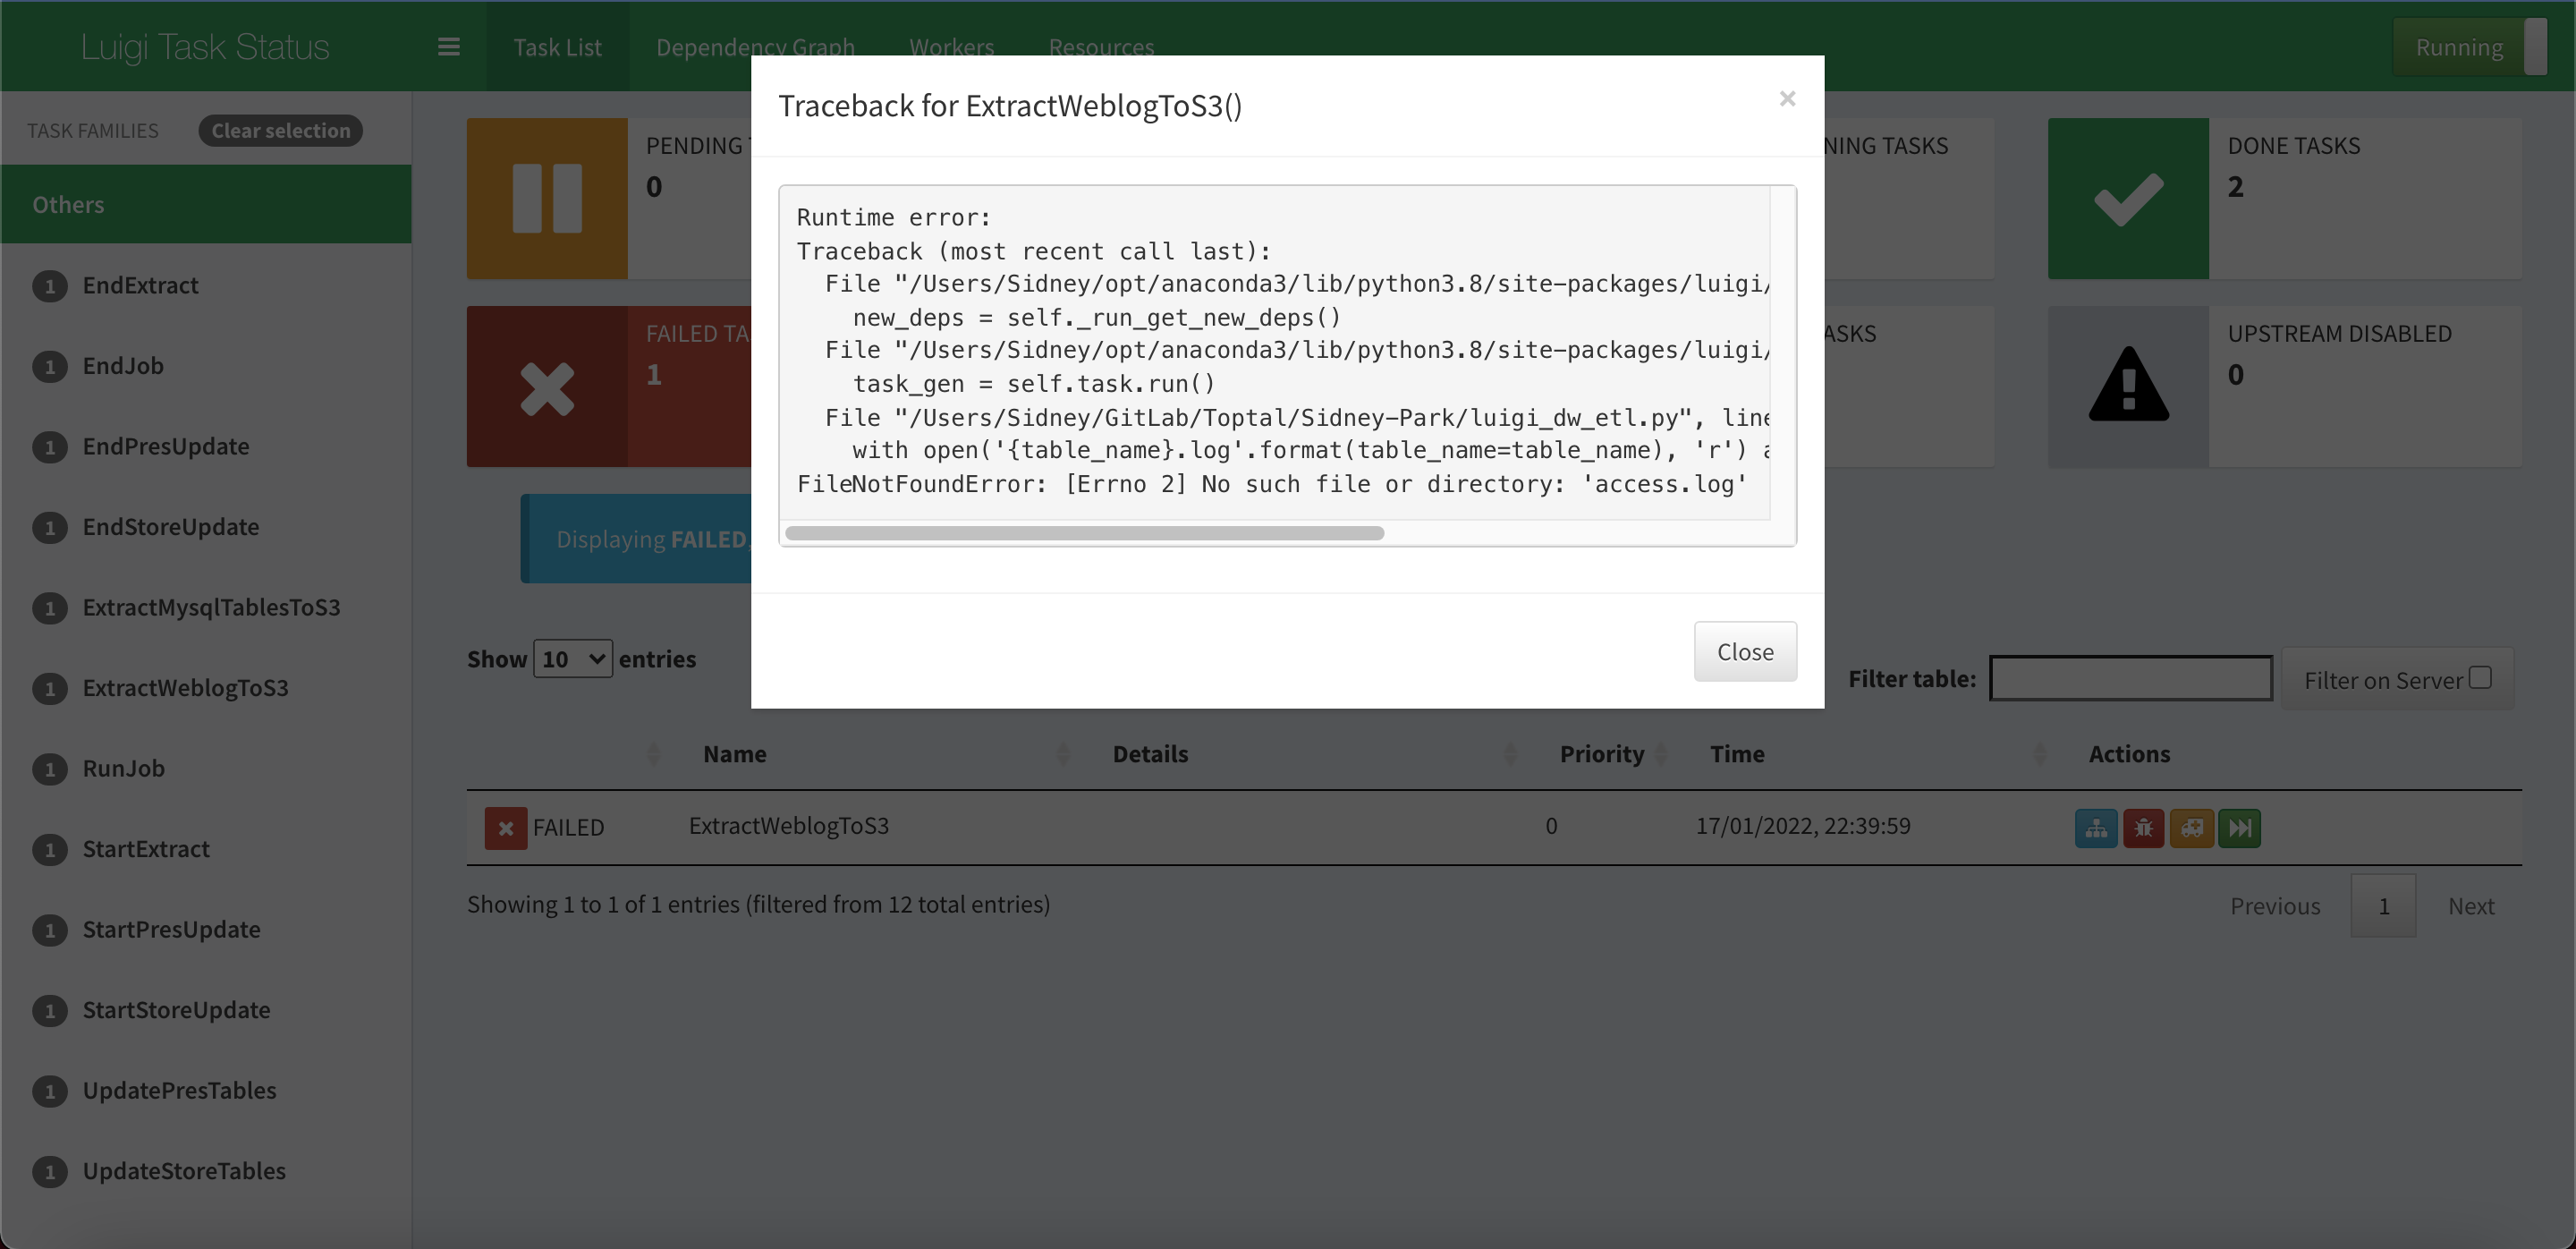 Luigi Task Status
Task List
Dependency Graph
Workers
Resources
Running
TASK FAMILIES
Clear selection
Others
1 EndExtract
1 EndJob
1 EndPresUpdate
1 EndStoreUpdate
1 ExtractMysqlTablesToS3
1 ExtractWeblogToS3
1 RunJob
1 StartExtract
1 StartPresUpdate
1 StartStoreUpdate
1 UpdatePresTables
1 UpdateStoreTables
PENDING
0
NING TASKS
DONE TASKS
2
FAILED TA
1
ASKS
UPSTREAM DISABLED
0
Displaying FAILED,
Traceback for ExtractWeblogToS3()
×
Runtime error:
Traceback (most recent call last):
  File "/Users/Sidney/opt/anaconda3/lib/python3.8/site-packages/luigi/
    new_deps = self._run_get_new_deps()
  File "/Users/Sidney/opt/anaconda3/lib/python3.8/site-packages/luigi/
    task_gen = self.task.run()
  File "/Users/Sidney/GitLab/Toptal/Sidney-Park/luigi_dw_etl.py", line
    with open('{table_name}.log'.format(table_name=table_name), 'r') a
FileNotFoundError: [Errno 2] No such file or directory: 'access.log'
Close
Show 10 entries
Filter table:
Filter on Server
Name Details Priority Time Actions
FAILED ExtractWeblogToS3 0 17/01/2022, 22:39:59
Showing 1 to 1 of 1 entries (filtered from 12 total entries)
Previous 1 Next